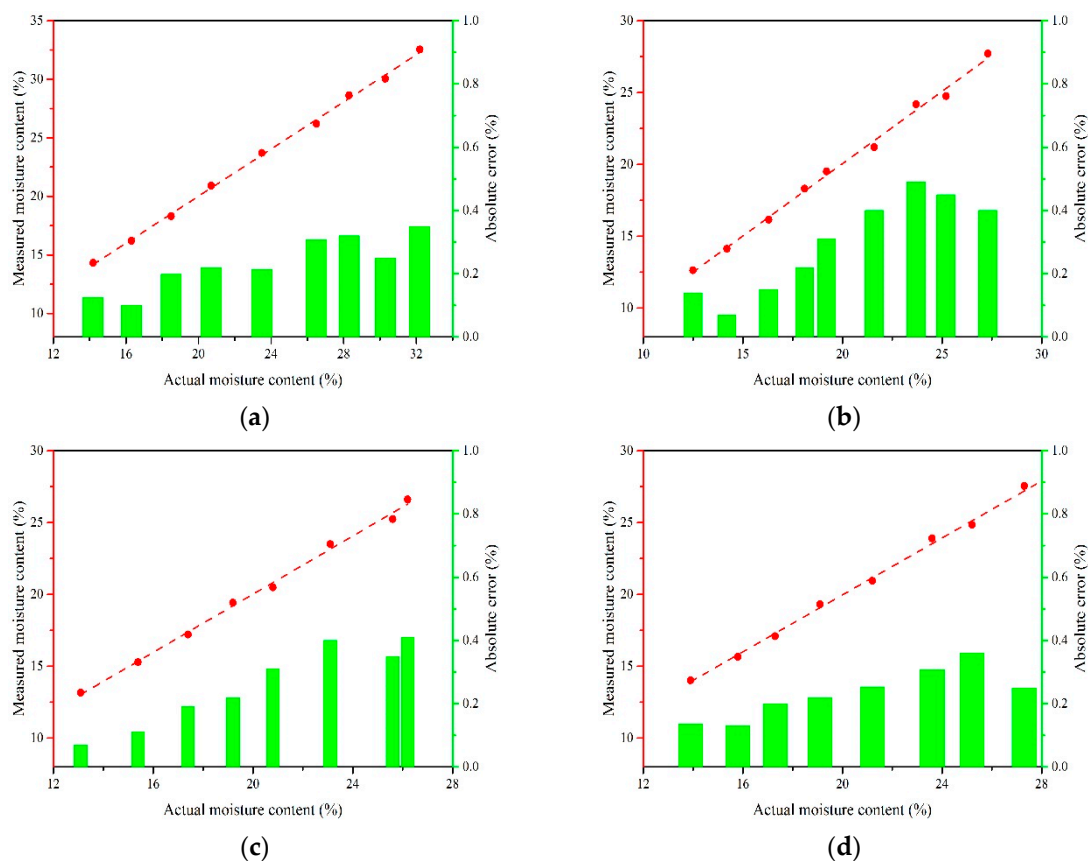 35
30
25
20
15
10
Measured moisture content (%)
12 16 20 24 28 32
Actual moisture content (%)
1.0
0.8
0.6
0.4
0.2
0.0
Absolute error (%)
(a)
30
25
20
15
10
Measured moisture content (%)
10 15 20 25 30
Actual moisture content (%)
1.0
0.8
0.6
0.4
0.2
0.0
Absolute error (%)
(b)
30
25
20
15
10
Measured moisture content (%)
12 16 20 24 28
Actual moisture content (%)
1.0
0.8
0.6
0.4
0.2
0.0
Absolute error (%)
(c)
30
25
20
15
10
Measured moisture content (%)
12 16 20 25 28
Actual moisture content (%)
1.0
0.8
0.6
0.4
0.2
0.0
Absolute error (%)
(d)